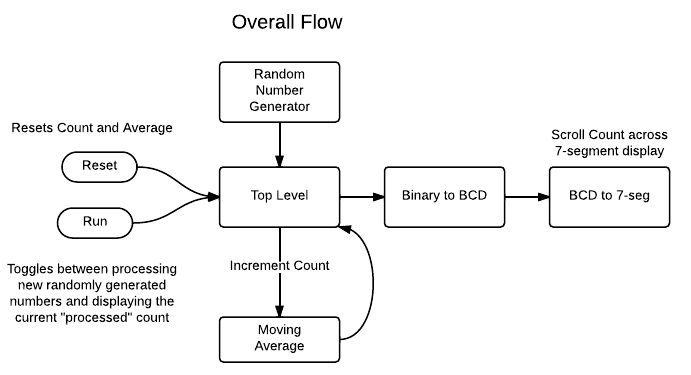 Overall Flow
Random
Number
Generator
Resets Count and Average
Reset
Run
Toggles between processing
new randomly generated
numbers and displaying the
current "processed" count
Top Level
Binary to BCD
Scroll Count across
7-segment display
BCD to 7-seg
Increment Count
Moving
Average